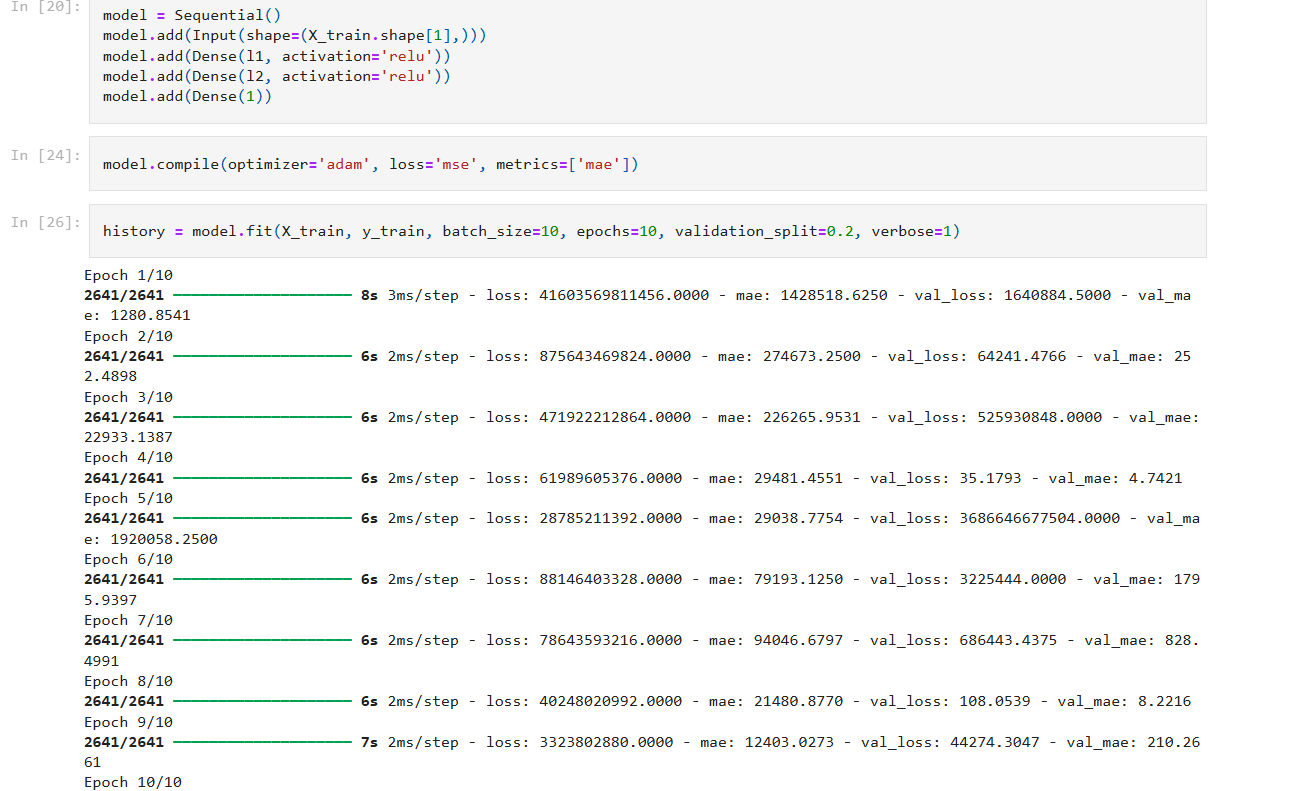 In [20]:
model = Sequential()
model.add(Input(shape=(X_train.shape[1],)))
model.add(Dense(l1, activation='relu'))
model.add(Dense(l2, activation='relu'))
model.add(Dense(1))
In [24]:
model.compile(optimizer='adam', loss='mse', metrics=['mae'])
In [26]:
history = model.fit(X_train, y_train, batch_size=10, epochs=10, validation_split=0.2, verbose=1)
Epoch 1/10
2641/2641 ━━━━━━━━━━━━━━━━━━━━ 8s 3ms/step - loss: 41603569811456.0000 - mae: 1428518.6250 - val_loss: 1640884.5000 - val_ma
e: 1280.8541
Epoch 2/10
2641/2641 ━━━━━━━━━━━━━━━━━━━━ 6s 2ms/step - loss: 875643469824.0000 - mae: 274673.2500 - val_loss: 64241.4766 - val_mae: 25
2.4898
Epoch 3/10
2641/2641 ━━━━━━━━━━━━━━━━━━━━ 6s 2ms/step - loss: 471922212864.0000 - mae: 226265.9531 - val_loss: 525930848.0000 - val_mae:
22933.1387
Epoch 4/10
2641/2641 ━━━━━━━━━━━━━━━━━━━━ 6s 2ms/step - loss: 61989605376.0000 - mae: 29481.4551 - val_loss: 35.1793 - val_mae: 4.7421
Epoch 5/10
2641/2641 ━━━━━━━━━━━━━━━━━━━━ 6s 2ms/step - loss: 28785211392.0000 - mae: 29038.7754 - val_loss: 3686646677504.0000 - val_ma
e: 1920058.2500
Epoch 6/10
2641/2641 ━━━━━━━━━━━━━━━━━━━━ 6s 2ms/step - loss: 88146403328.0000 - mae: 79193.1250 - val_loss: 3225444.0000 - val_mae: 179
5.9397
Epoch 7/10
2641/2641 ━━━━━━━━━━━━━━━━━━━━ 6s 2ms/step - loss: 78643593216.0000 - mae: 94046.6797 - val_loss: 686443.4375 - val_mae: 828.
4991
Epoch 8/10
2641/2641 ━━━━━━━━━━━━━━━━━━━━ 6s 2ms/step - loss: 40248020992.0000 - mae: 21480.8770 - val_loss: 108.0539 - val_mae: 8.2216
Epoch 9/10
2641/2641 ━━━━━━━━━━━━━━━━━━━━ 7s 2ms/step - loss: 3323802880.0000 - mae: 12403.0273 - val_loss: 44274.3047 - val_mae: 210.26
61
Epoch 10/10